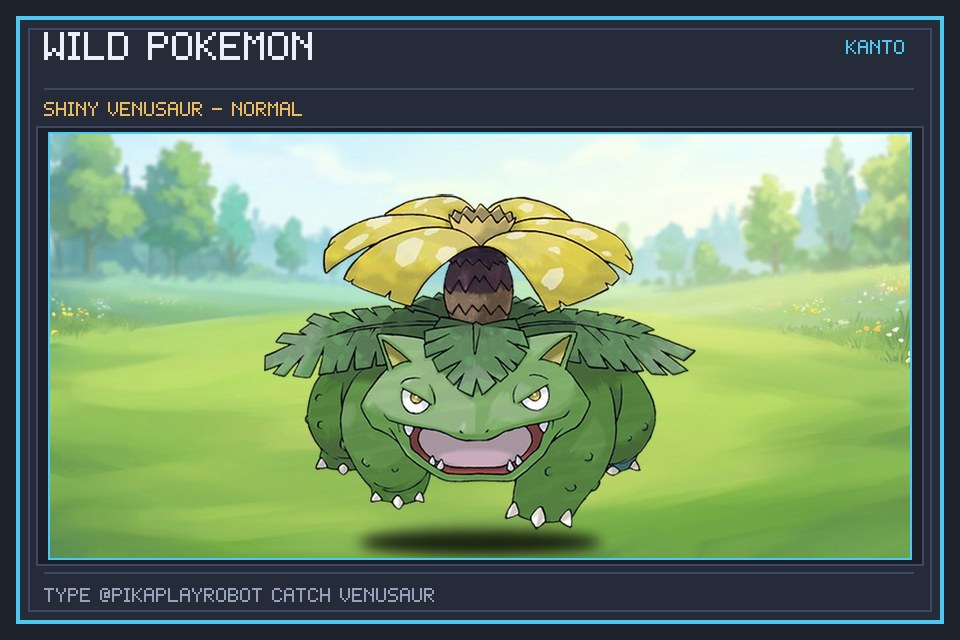 WILD POKEMON
KANTO
SHINY VENUSAUR - NORMAL
TYPE @PIKAPLAYROBOT CATCH VENUSAUR